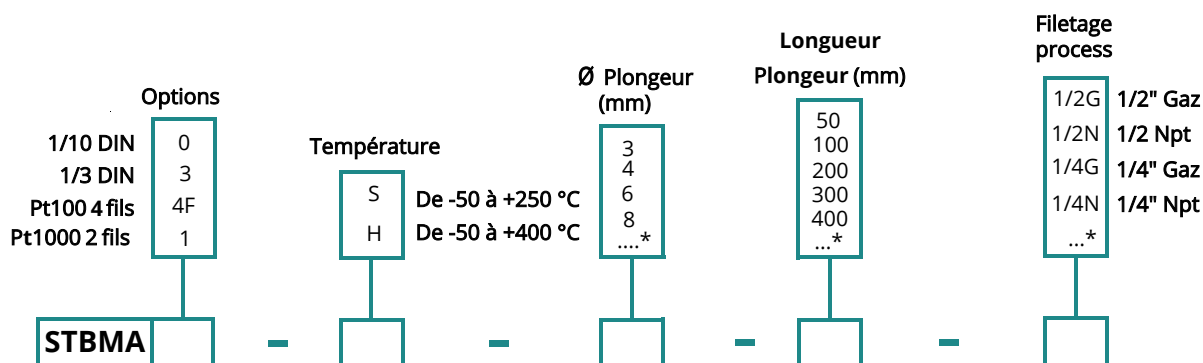 Options
1/10 DIN 0
1/3 DIN 3
Pt100 4 fils 4F
Pt1000 2 fils 1
Température
S De -50 à +250 °C
H De -50 à +400 °C
Ø Plongeur
(mm)
3
4
6
8
....*
Longueur
Plongeur (mm)
50
100
200
300
400
...*
Filetage
process
1/2G 1/2" Gaz
1/2N 1/2 Npt
1/4G 1/4" Gaz
1/4N 1/4" Npt
...*
STBMA - - - -